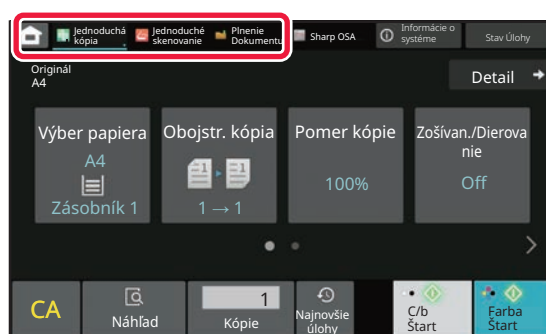 Jednoduchá
kópia
Jednoduché
skenovanie
Plnenie
Dokumentu
Sharp OSA
Informácie o
systéme
Stav Úlohy
Originál
A4
Detail
Výber papiera
A4
Zásobník 1
Obojstr. kópia
1 → 1
Pomer kópie
100%
Zošívan./Dierova
nie
Off
CA
Náhľad
1
Kópie
Najnovšie
úlohy
C/b
Štart
Farba
Štart